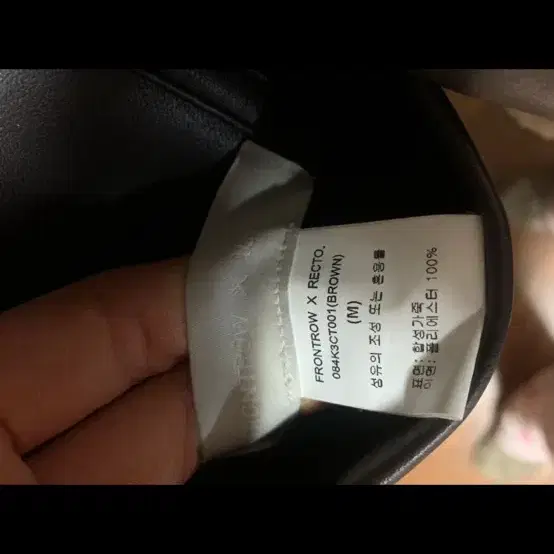 FRONTROW X RECTO.
084K3CT001(BROWN)
(M)
섬유의 조성 또는 혼용률
표면: 합성가죽
이면: 폴리에스터 100%
FRONTROW X